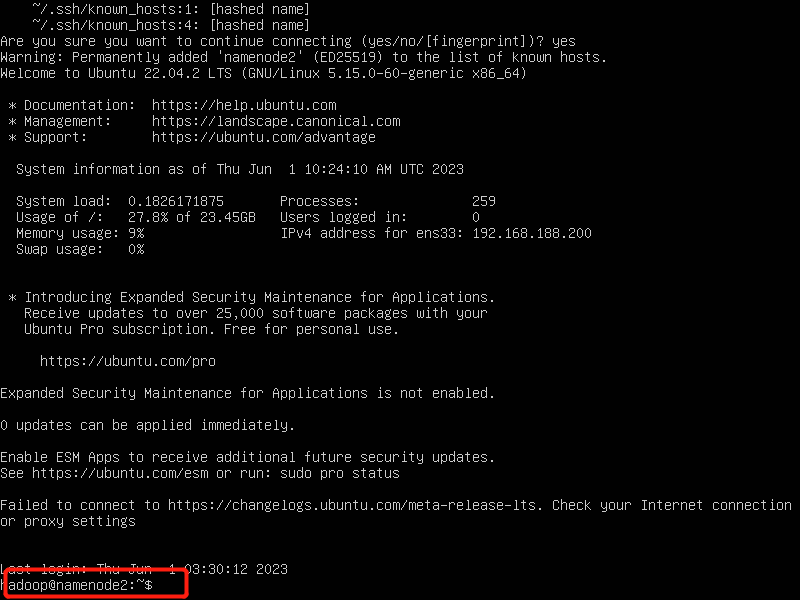 ~/.ssh/known_hosts:1: [hashed name]
~/.ssh/known_hosts:4: [hashed name]
Are you sure you want to continue connecting (yes/no/[fingerprint])? yes
Warning: Permanently added 'namenode2' (ED25519) to the list of known hosts.
Welcome to Ubuntu 22.04.2 LTS (GNU/Linux 5.15.0-60-generic x86_64)
* Documentation:  https://help.ubuntu.com
* Management:     https://landscape.canonical.com
* Support:        https://ubuntu.com/advantage
System information as of Thu Jun  1 10:24:10 AM UTC 2023
System load:  0.1826171875       Processes:              259
Usage of /:   27.8% of 23.45GB   Users logged in:        0
Memory usage: 9%                 IPv4 address for ens33: 192.168.188.200
Swap usage:   0%
* Introducing Expanded Security Maintenance for Applications.
Receive updates to over 25,000 software packages with your
Ubuntu Pro subscription. Free for personal use.
https://ubuntu.com/pro
Expanded Security Maintenance for Applications is not enabled.
0 updates can be applied immediately.
Enable ESM Apps to receive additional future security updates.
See https://ubuntu.com/esm or run: sudo pro status
Failed to connect to https://changelogs.ubuntu.com/meta-release-lts. Check your Internet connection
or proxy settings
Last login: Thu Jun  1 03:30:12 2023
hadoop@namenode2:~$